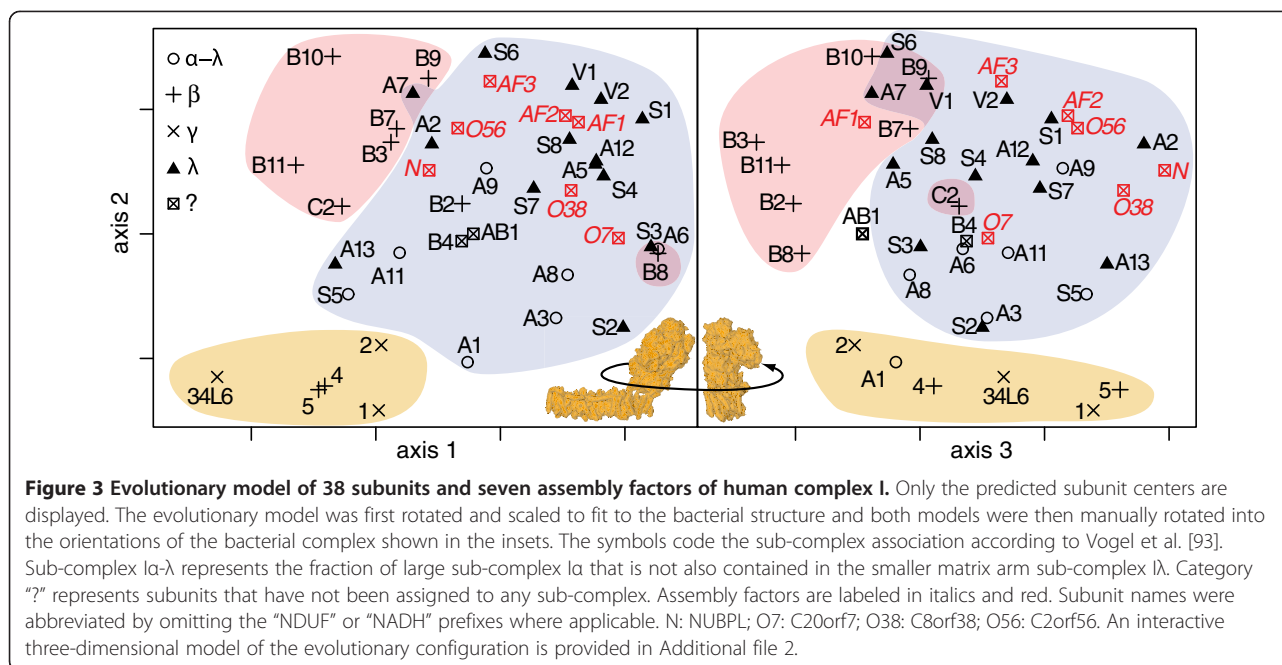 α–λ
β
γ
λ
?
B10
B9
A7
B7
B3
B11
C2
A2
N
O56
S6
AF3
V1
V2
AF2
AF1
S1
S8
A12
A5
S4
A9
S7
O38
B2
B4
AB1
O7
S3
A6
B8
A13
A11
S5
A8
A3
S2
A1
2
34L6
4
5
1
axis 2
axis 1
B10
S6
B9
A7
V1
AF1
B7
B3
B11
B2
B8
AF3
V2
AF2
O56
S1
A2
S8
S4
A12
A9
N
A5
S7
O38
C2
AB1
B4
O7
S3
A6
A11
A13
A8
S5
A3
S2
2
A1
4
34L6
5
1
axis 3
Figure 3 Evolutionary model of 38 subunits and seven assembly factors of human complex I. Only the predicted subunit centers are
displayed. The evolutionary model was first rotated and scaled to fit to the bacterial structure and both models were then manually rotated into
the orientations of the bacterial complex shown in the insets. The symbols code the sub-complex association according to Vogel et al. [93].
Sub-complex Iα-λ represents the fraction of large sub-complex Iα that is not also contained in the smaller matrix arm sub-complex Iλ. Category
“?” represents subunits that have not been assigned to any sub-complex. Assembly factors are labeled in italics and red. Subunit names were
abbreviated by omitting the “NDUF” or “NADH” prefixes where applicable. N: NUBPL; O7: C20orf7; O38: C8orf38; O56: C2orf56. An interactive
three-dimensional model of the evolutionary configuration is provided in Additional file 2.